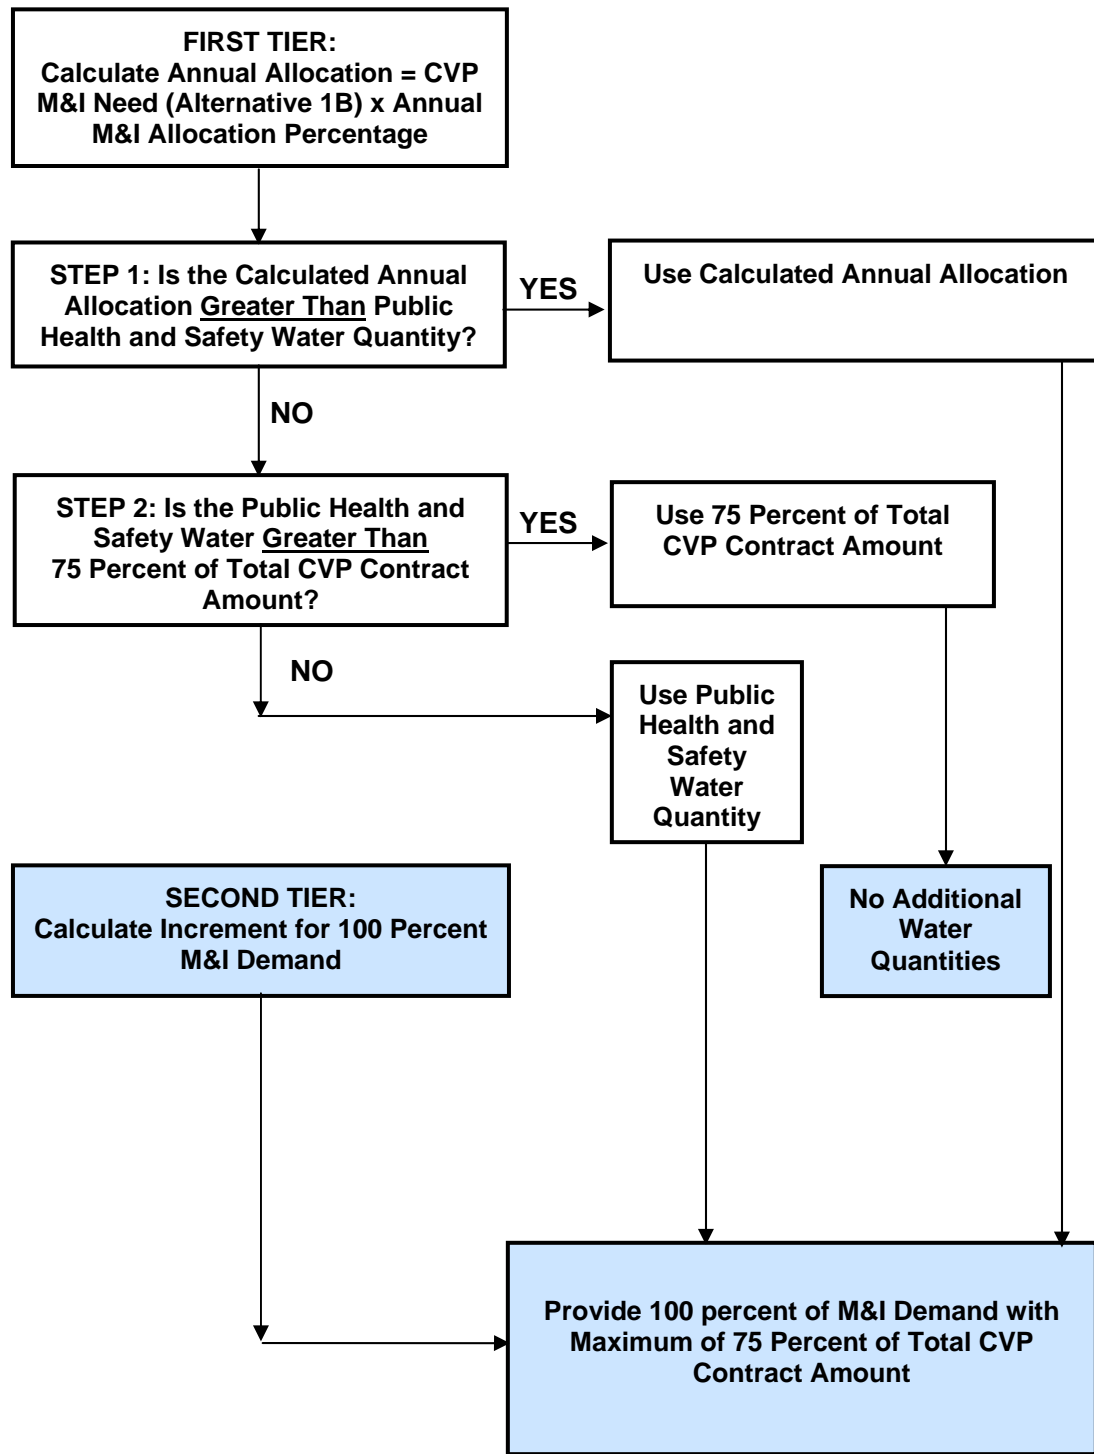 FIRST TIER:
Calculate Annual Allocation = CVP
M&I Need (Alternative 1B) x Annual
M&I Allocation Percentage
STEP 1: Is the Calculated Annual
Allocation Greater Than Public
Health and Safety Water Quantity?
YES
Use Calculated Annual Allocation
NO
STEP 2: Is the Public Health and
Safety Water Greater Than
75 Percent of Total CVP Contract
Amount?
YES
Use 75 Percent of Total
CVP Contract Amount
NO
Use Public
Health and
Safety
Water
Quantity
SECOND TIER:
Calculate Increment for 100 Percent
M&I Demand
No Additional
Water
Quantities
Provide 100 percent of M&I Demand with
Maximum of 75 Percent of Total CVP
Contract Amount